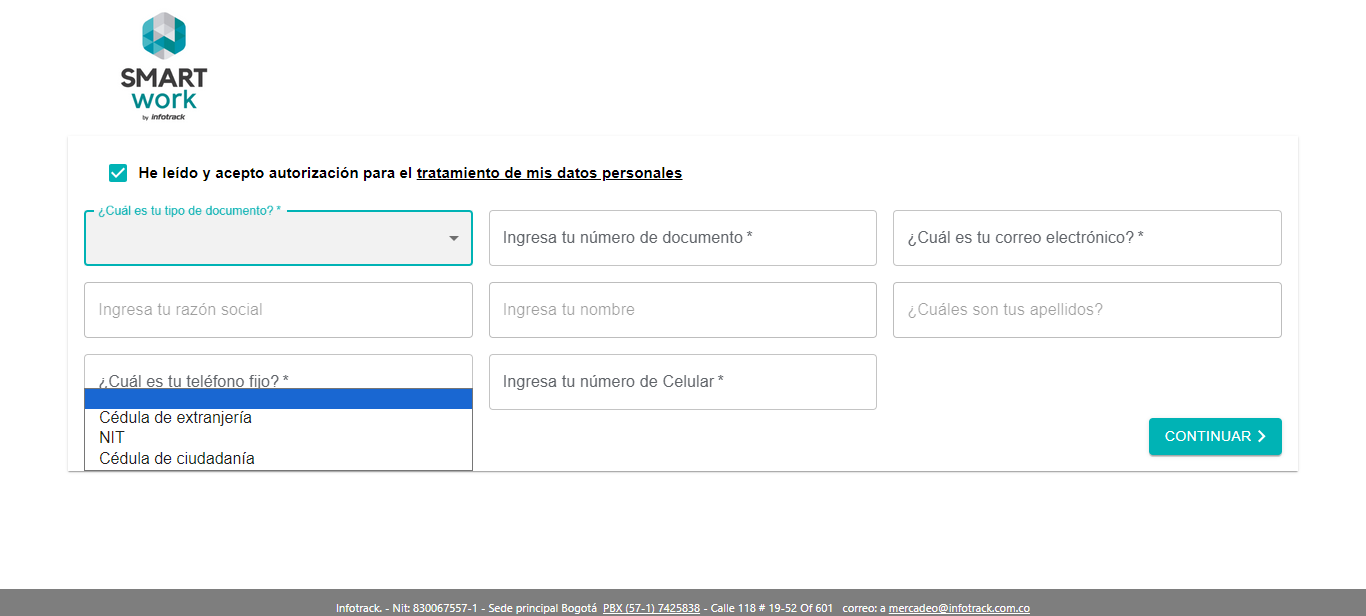 SMART
work
by infotrack
He leído y acepto autorización para el tratamiento de mis datos personales
¿Cuál es tu tipo de documento? *
Ingresa tu número de documento *
¿Cuál es tu correo electrónico? *
Ingresa tu razón social
Ingresa tu nombre
¿Cuáles son tus apellidos?
¿Cuál es tu teléfono fijo? *
Ingresa tu número de Celular *
Cédula de extranjería
NIT
Cédula de ciudadanía
CONTINUAR
Infotrack. - Nit: 830067557-1 - Sede principal Bogotá PBX (57-1) 7425838 - Calle 118 # 19-52 Of 601 correo: a mercadeo@infotrack.com.co